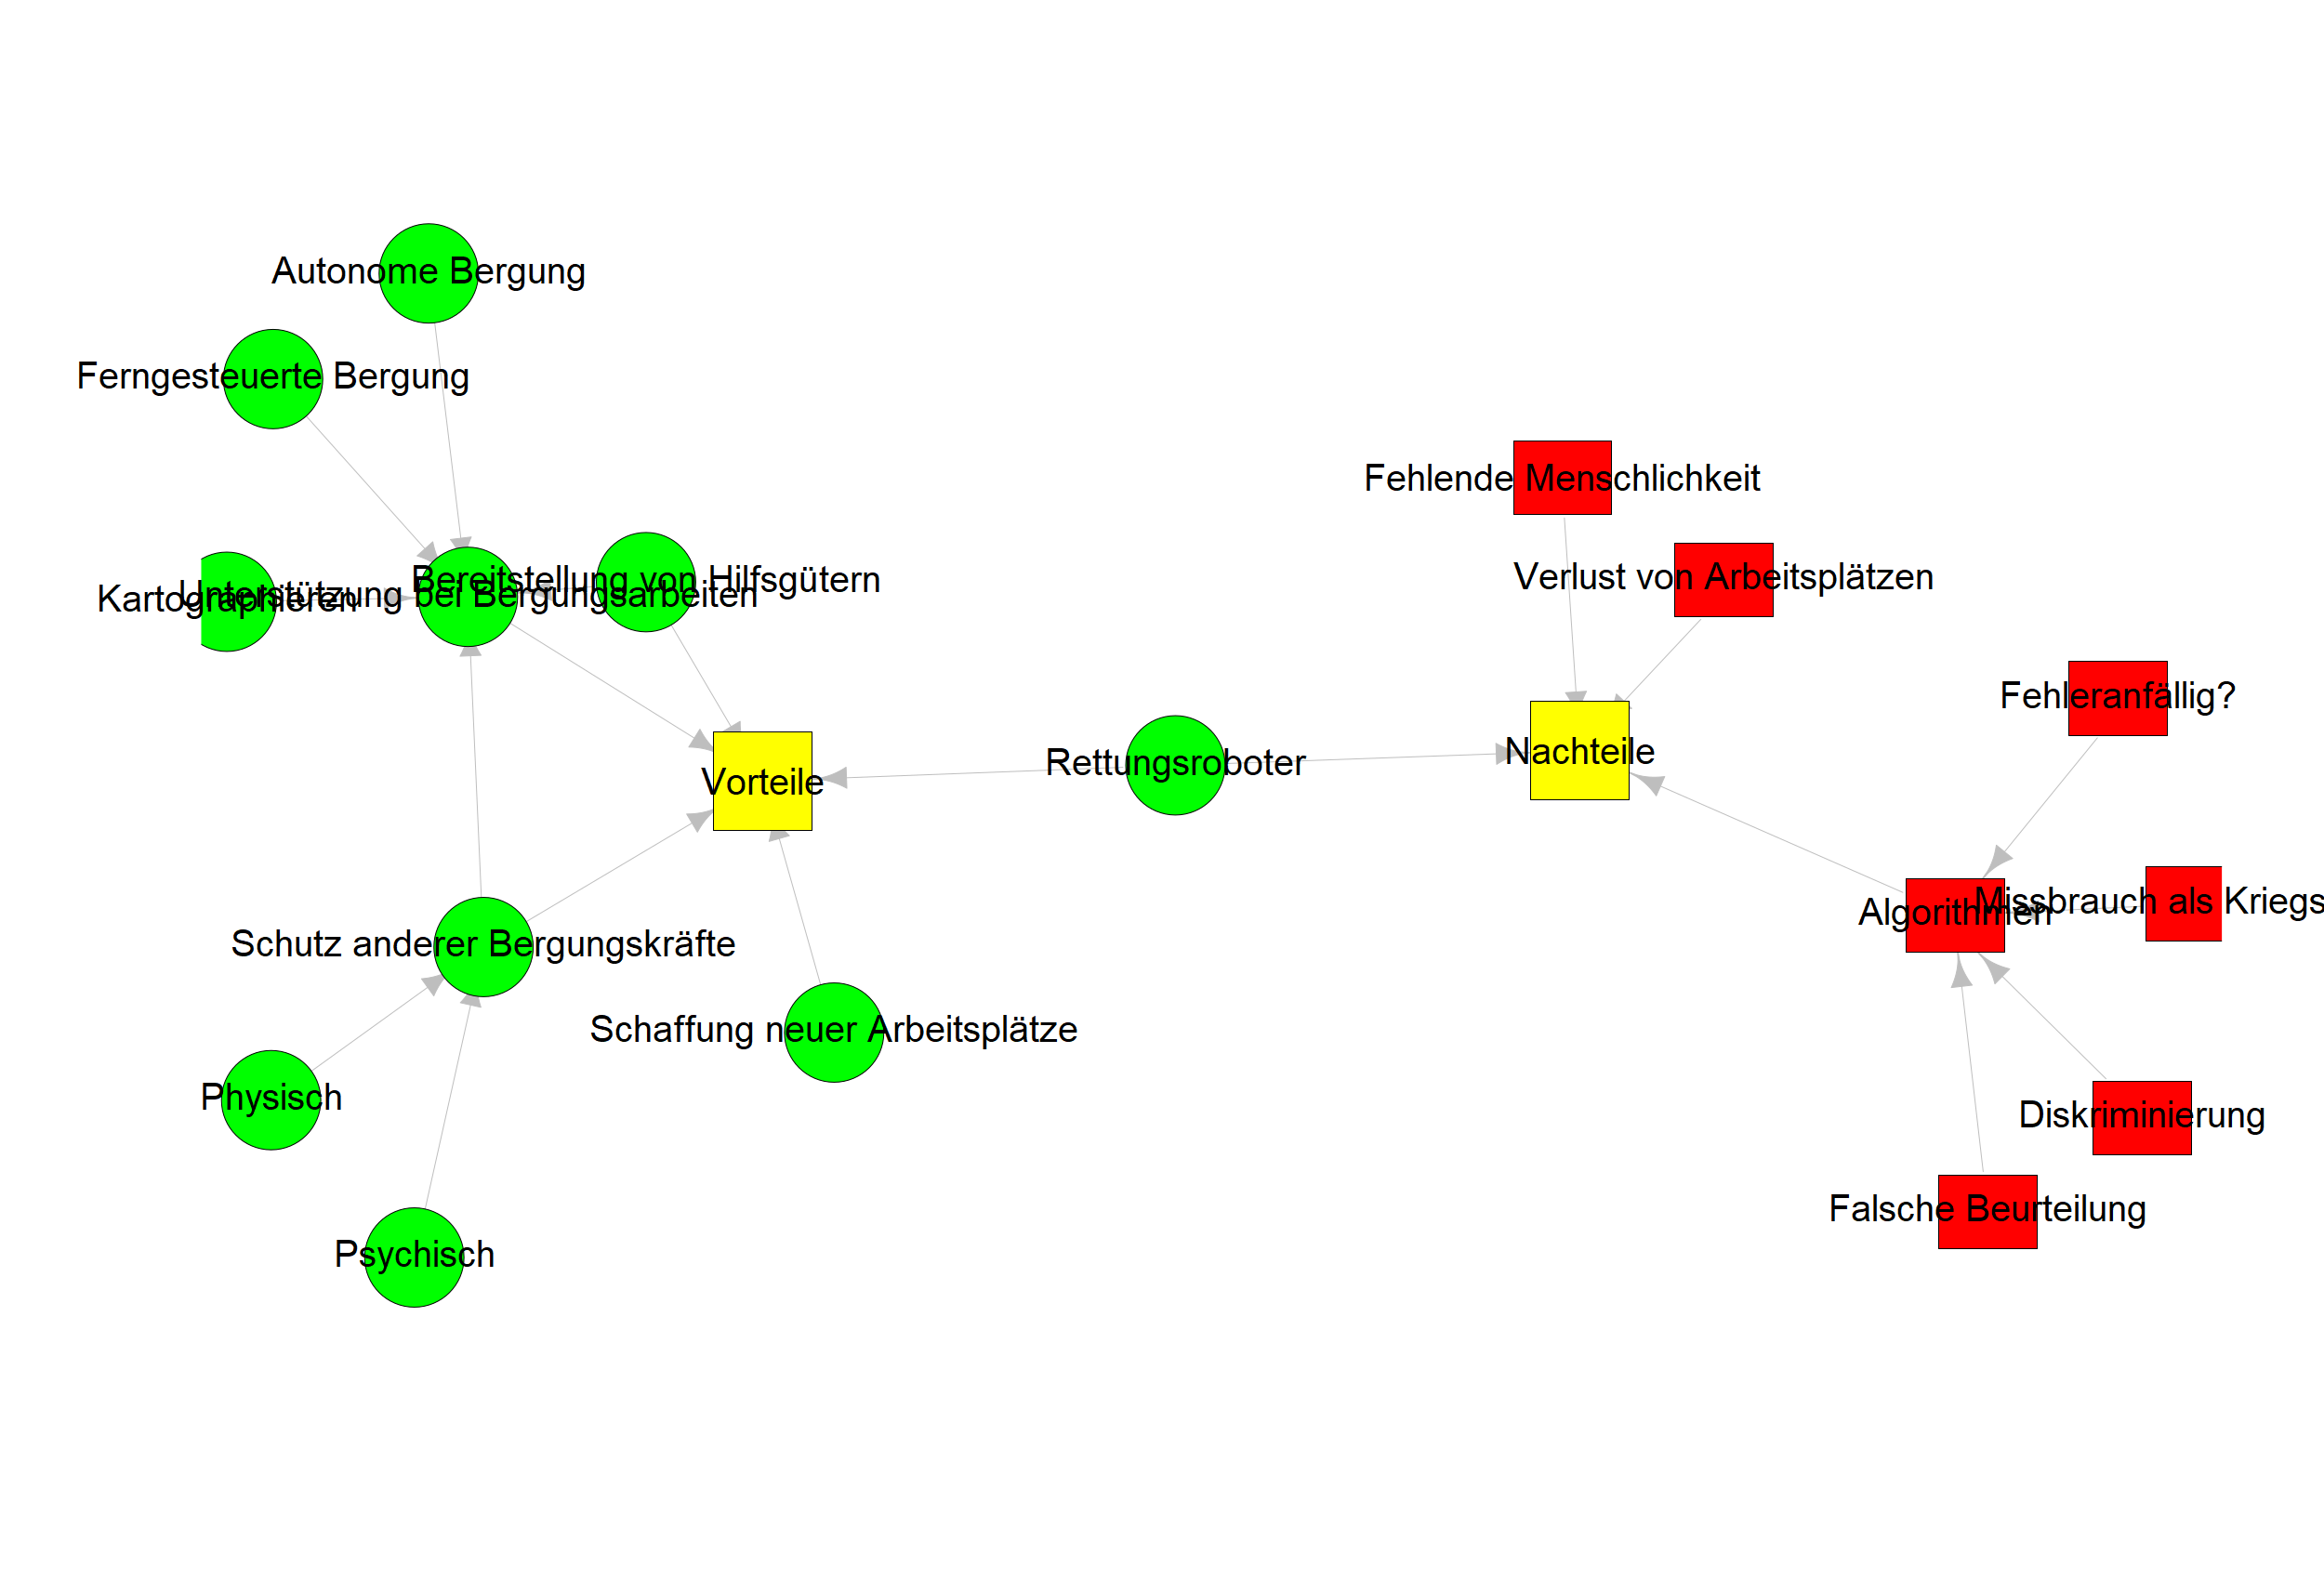 Autonome Bergung
Ferngesteuerte Bergung
Fehlende Menschlichkeit
Verlust von Arbeitsplätzen
Bereitstellung von Hilfsgütern
Unterstützung bei Bergungsarbeiten
Kartographieren
Fehleranfällig?
Nachteile
Rettungsroboter
Vorteile
Missbrauch als Kriegs
Algorithmen
Schutz anderer Bergungskräfte
Schaffung neuer Arbeitsplätze
Physisch
Diskriminierung
Falsche Beurteilung
Psychisch